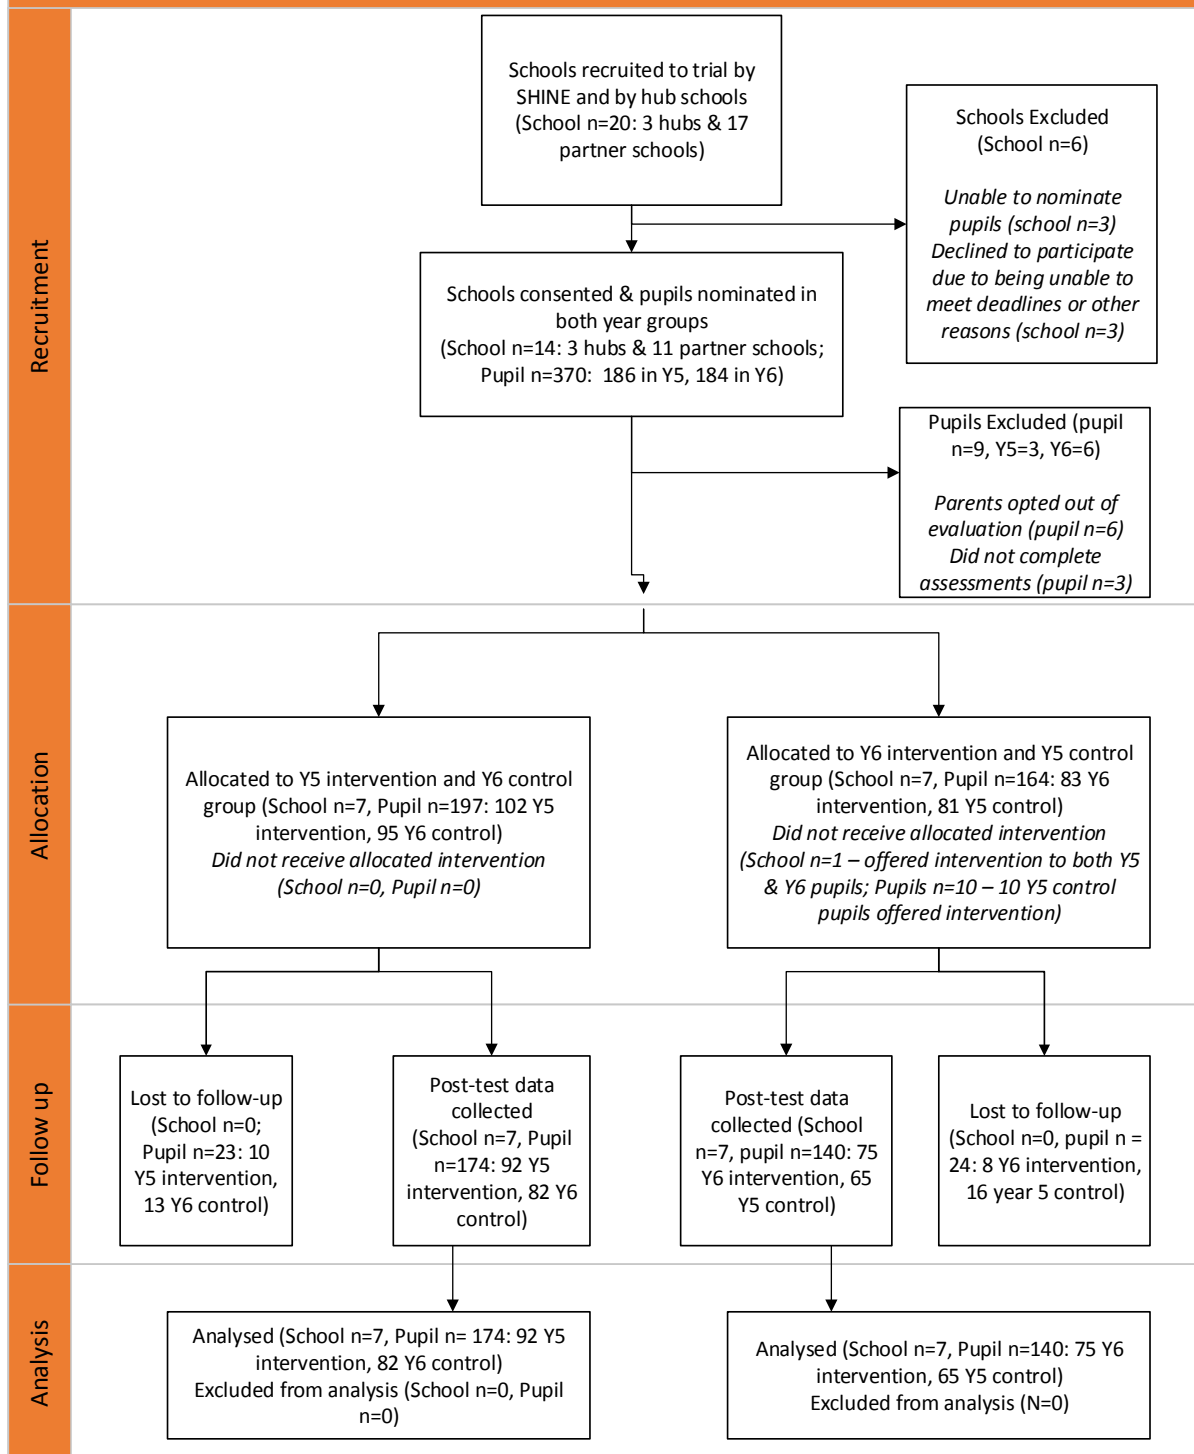 Recruitment
Schools recruited to trial by
SHINE and by hub schools
(School n=20: 3 hubs & 17
partner schools)
Schools Excluded
(School n=6)
Unable to nominate
pupils (school n=3)
Declined to participate
due to being unable to
meet deadlines or other
reasons (school n=3)
Schools consented & pupils nominated in
both year groups
(School n=14: 3 hubs & 11 partner schools;
Pupil n=370:  186 in Y5, 184 in Y6)
Pupils Excluded (pupil
n=9, Y5=3, Y6=6)
Parents opted out of
evaluation (pupil n=6)
Did not complete
assessments (pupil n=3)
Allocation
Allocated to Y5 intervention and Y6 control
group (School n=7, Pupil n=197: 102 Y5
intervention, 95 Y6 control)
Did not receive allocated intervention
(School n=0, Pupil n=0)
Allocated to Y6 intervention and Y5 control
group (School n=7, Pupil n=164: 83 Y6
intervention, 81 Y5 control)
Did not receive allocated intervention
(School n=1 – offered intervention to both Y5
& Y6 pupils; Pupils n=10 – 10 Y5 control
pupils offered intervention)
Follow up
Lost to follow-up
(School n=0;
Pupil n=23: 10
Y5 intervention,
13 Y6 control)
Post-test data
collected
(School n=7, Pupil
n=174: 92 Y5
intervention, 82 Y6
control)
Post-test data
collected (School
n=7, pupil n=140: 75
Y6 intervention, 65
Y5 control)
Lost to follow-up
(School n=0, pupil n =
24: 8 Y6 intervention,
16 year 5 control)
Analysis
Analysed (School n=7, Pupil n= 174: 92 Y5
intervention, 82 Y6 control)
Excluded from analysis (School n=0, Pupil
n=0)
Analysed (School n=7, Pupil n=140: 75 Y6
intervention, 65 Y5 control)
Excluded from analysis (N=0)